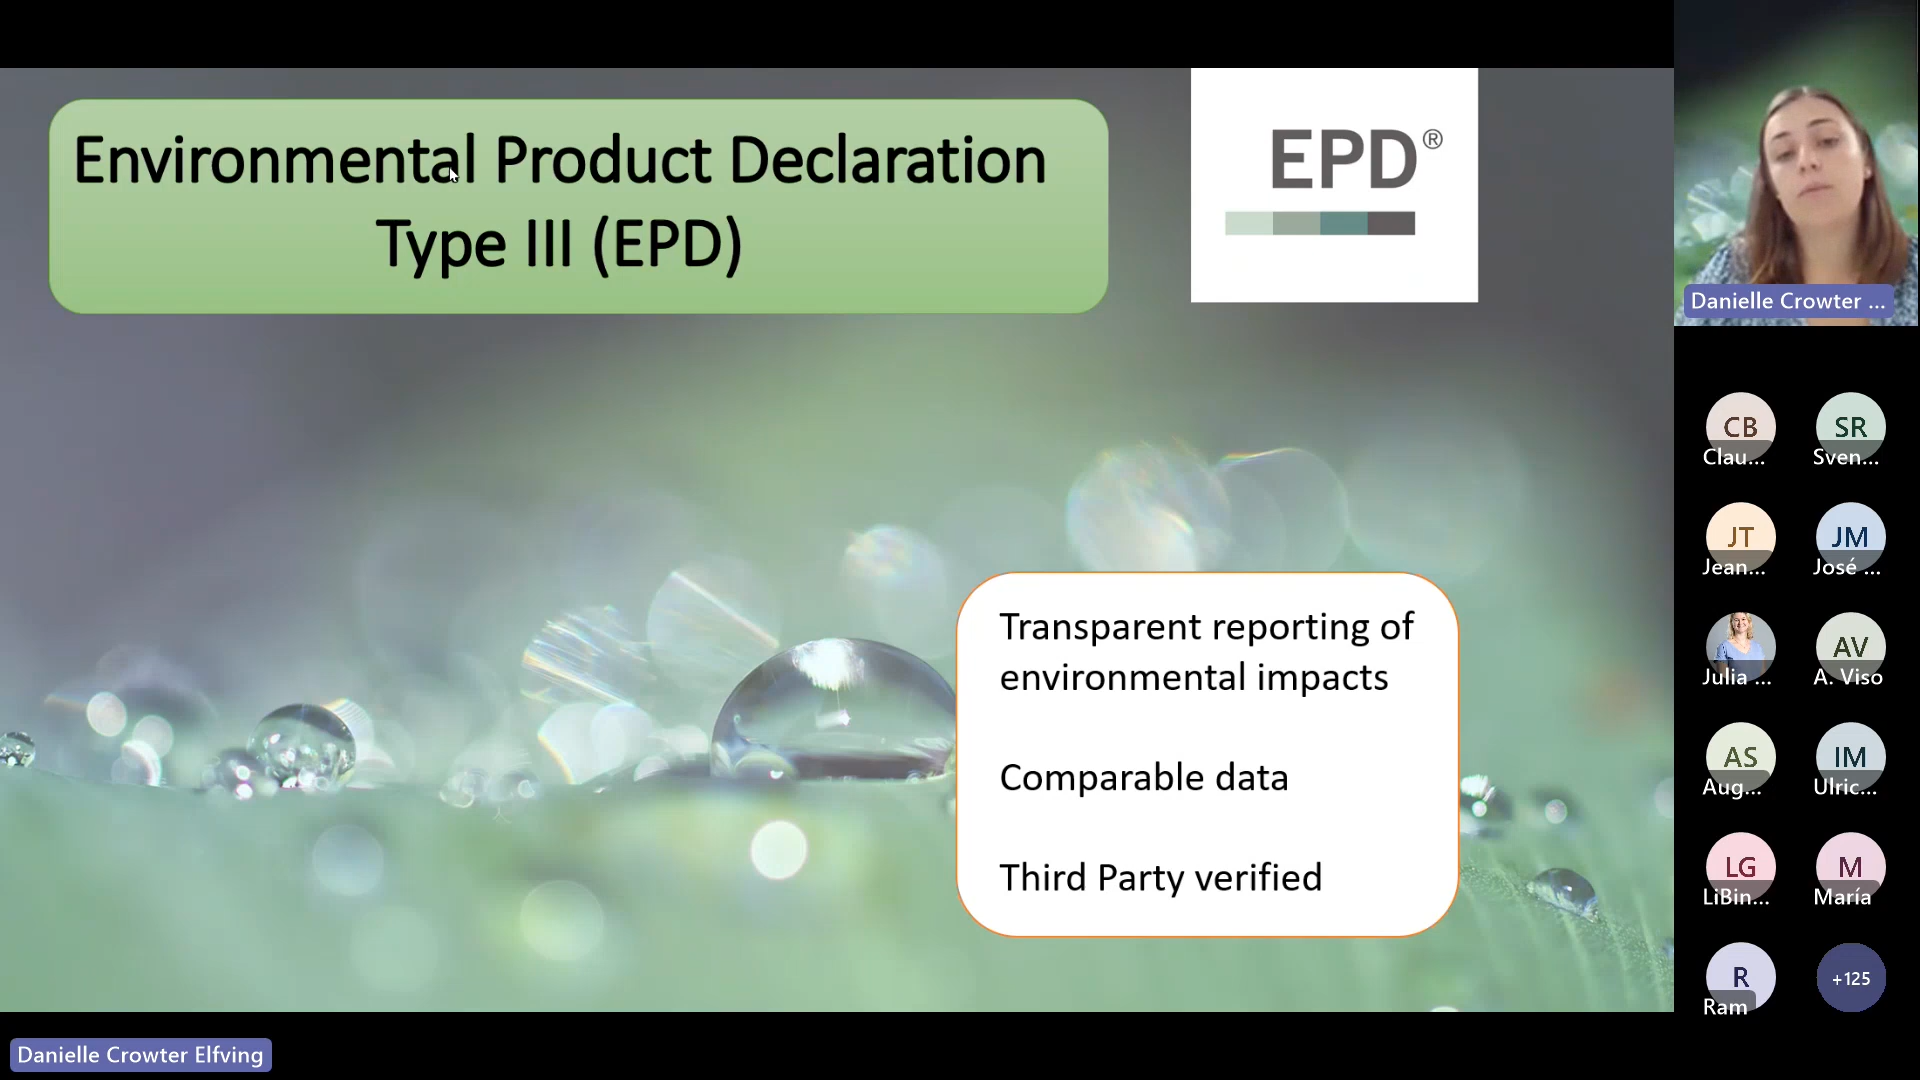 Environmental Product Declaration
Type III (EPD)
EPD®
Transparent reporting of
environmental impacts
Comparable data
Third Party verified
Danielle Crowter ...
CB
Clau...
SR
Sven...
JT
Jean...
JM
José ...
Julia ...
AV
A. Viso
AS
Aug...
IM
Ulric...
LG
LiBin...
M
María
R
Ram
+125
Danielle Crowter Elfving